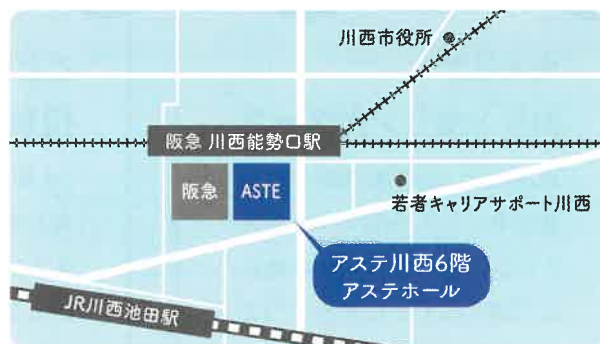 川西市役所
阪急 川西能勢口駅
阪急
ASTE
若者キャリアサポート川西
アステ川西6階
アステホール
JR川西池田駅